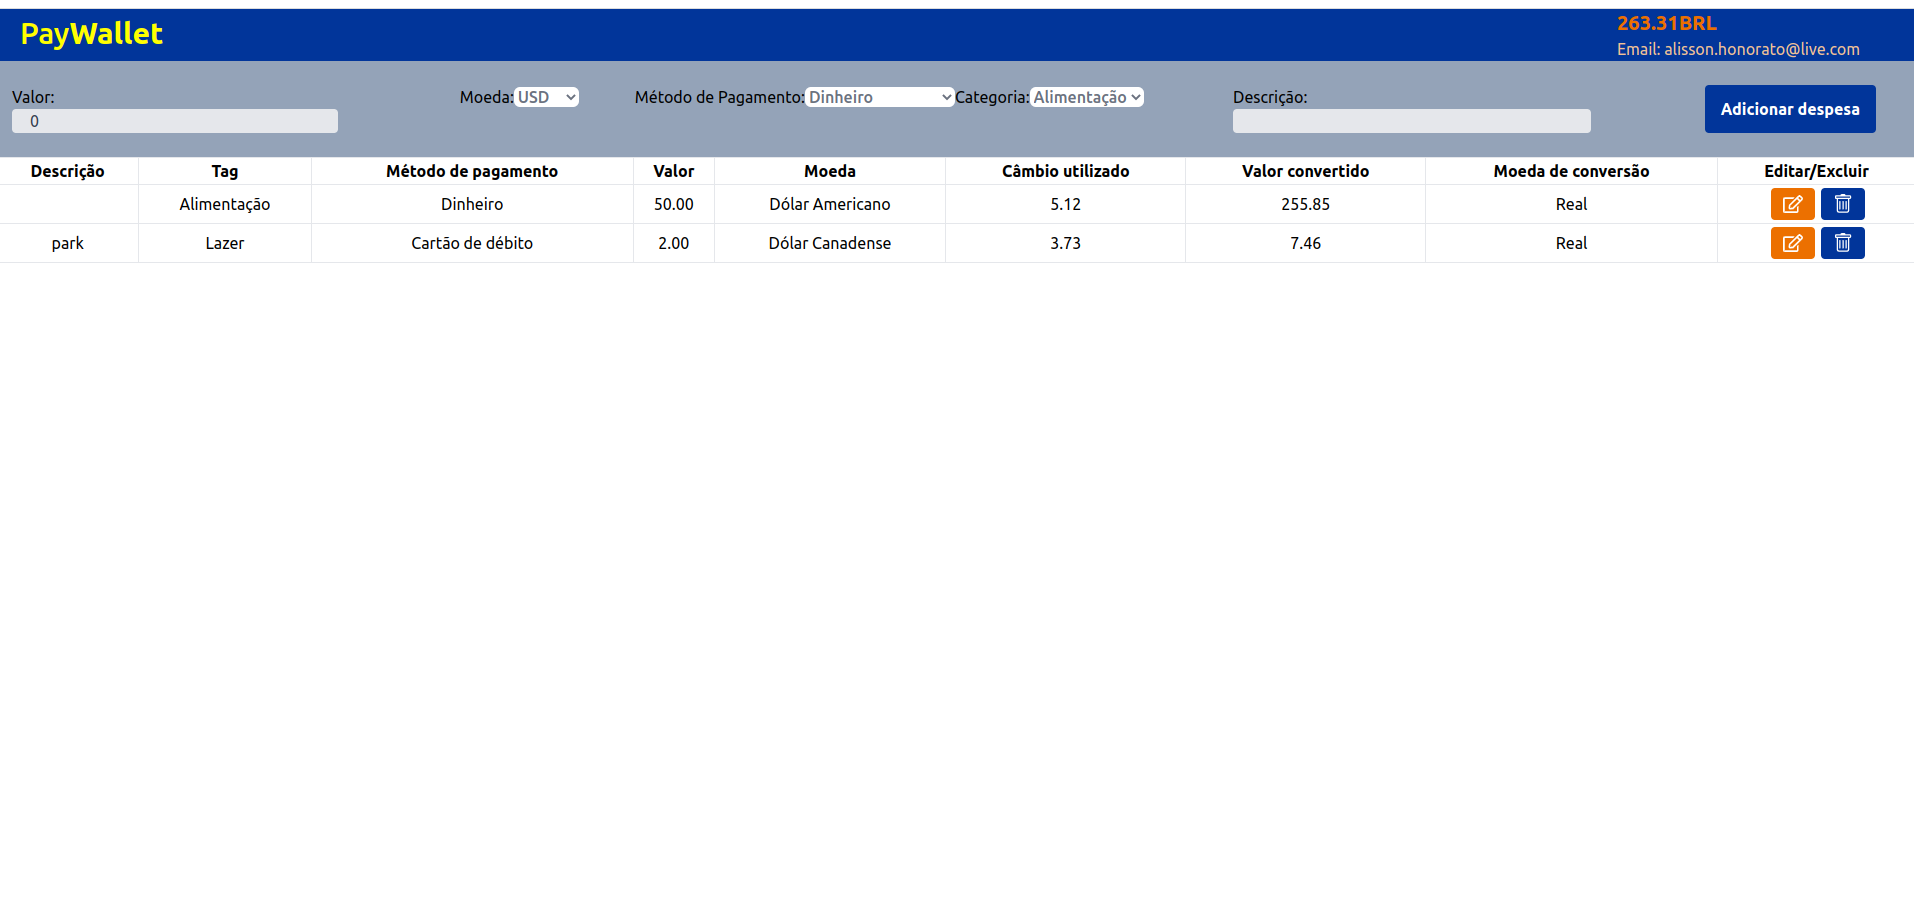 PayWallet
263.31BRL
Email: alisson.honorato@live.com
Valor:
0
Moeda: USD
Método de Pagamento: Dinheiro
Categoria: Alimentação
Descrição:
Adicionar despesa
Descrição Tag Método de pagamento Valor Moeda Câmbio utilizado Valor convertido Moeda de conversão Editar/Excluir
Alimentação Dinheiro 50.00 Dólar Americano 5.12 255.85 Real
park Lazer Cartão de débito 2.00 Dólar Canadense 3.73 7.46 Real